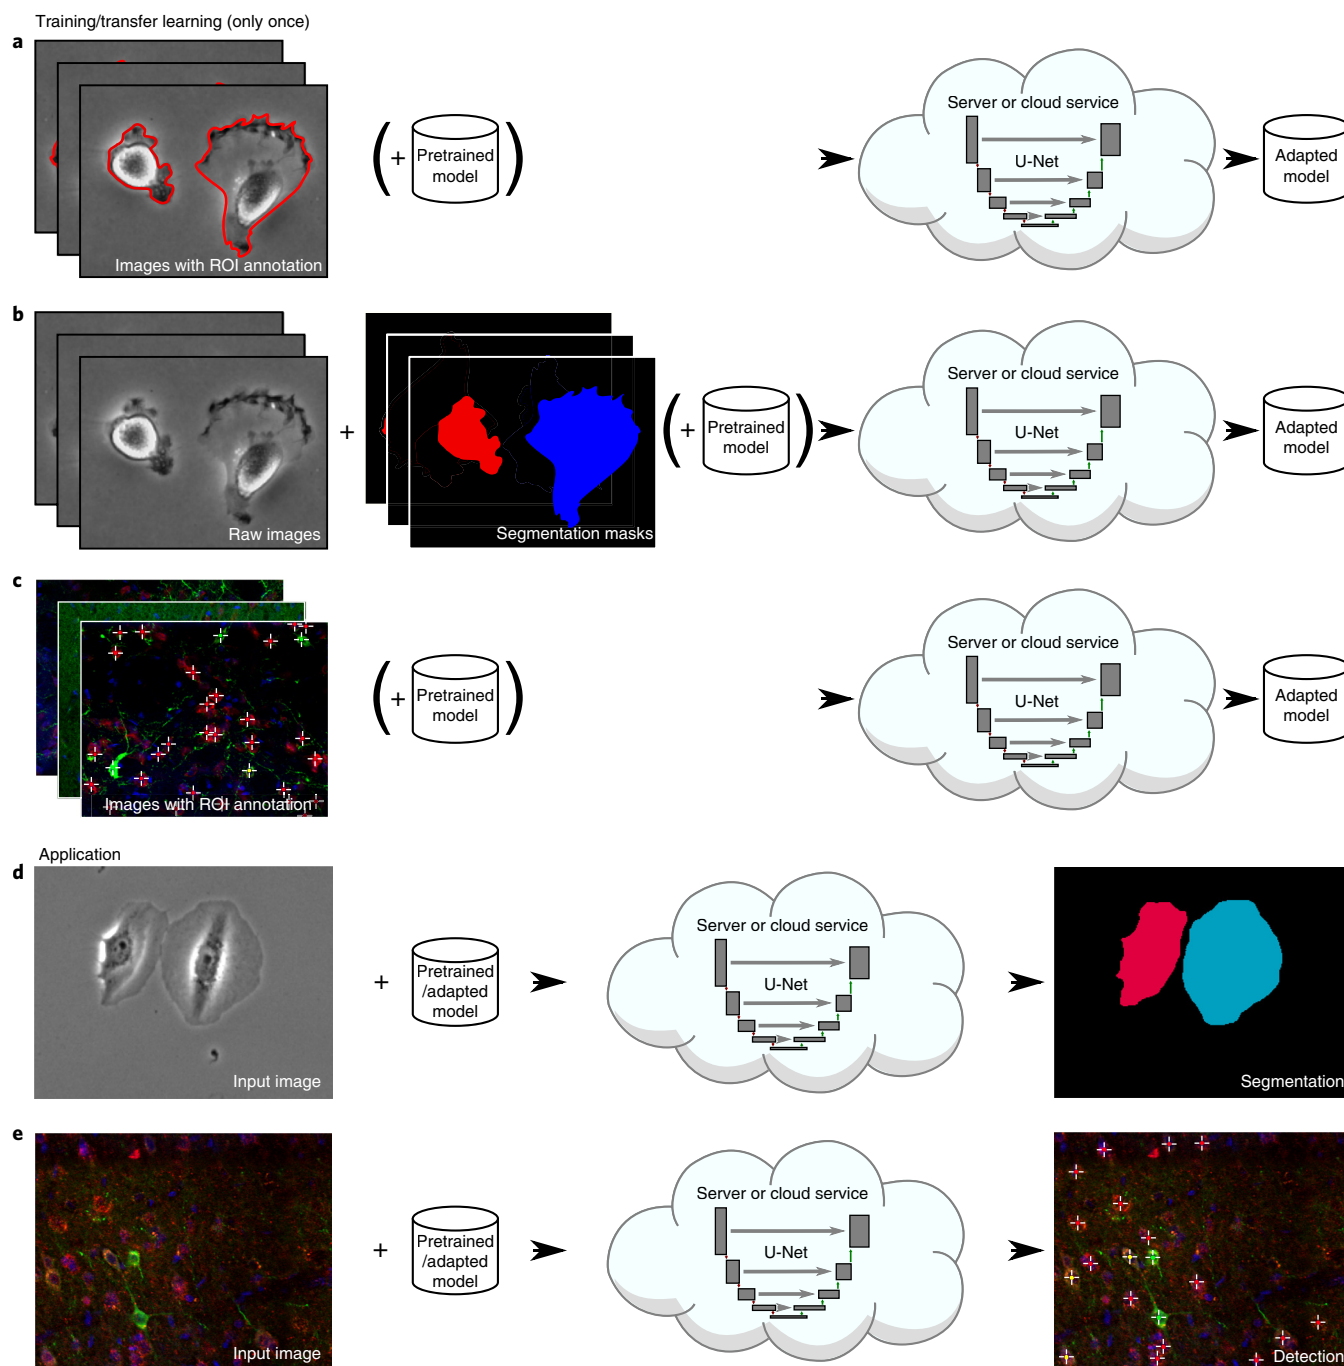 Training/transfer learning (only once)
a
Images with ROI annotation
( + Pretrained
model )
Server or cloud service
U-Net
Adapted
model
b
Raw images
+
Segmentation masks
( + Pretrained
model )
Server or cloud service
U-Net
Adapted
model
c
Images with ROI annotation
( + Pretrained
model )
Server or cloud service
U-Net
Adapted
model
Application
d
Input image
+
Pretrained
/adapted
model
Server or cloud service
U-Net
Segmentation
e
Input image
+
Pretrained
/adapted
model
Server or cloud service
U-Net
Detection